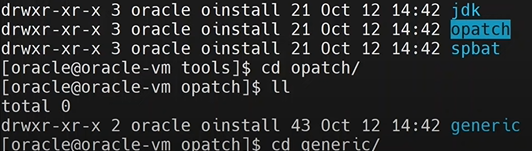 drwxr-xr-x 3 oracle oinstall 21 Oct 12 14:42 jdk
drwxr-xr-x 3 oracle oinstall 21 Oct 12 14:42 opatch
drwxr-xr-x 3 oracle oinstall 21 Oct 12 14:42 spbat
[oracle@oracle-vm tools]$ cd opatch/
[oracle@oracle-vm opatch]$ ll
total 0
drwxr-xr-x 2 oracle oinstall 43 Oct 12 14:42 generic
[oracle@oracle-vm opatch]$ cd generic/